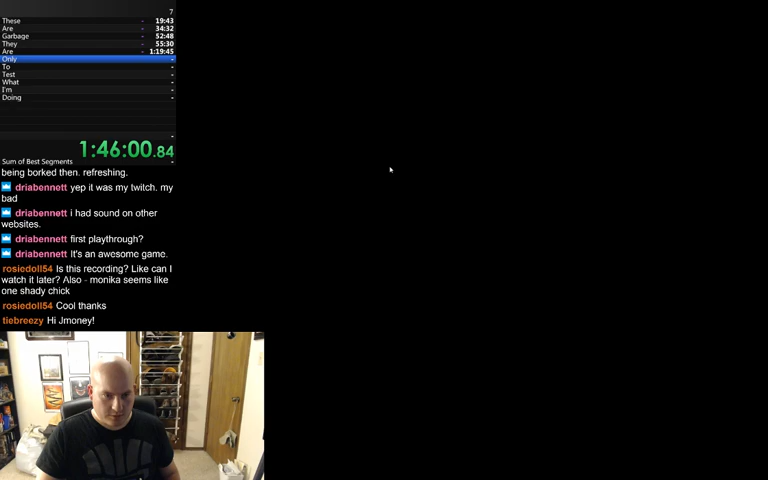 7
These - 19:43
Are - 34:32
Garbage - 52:48
They - 55:30
Are - 1:19:45
Only -
To -
Test -
What -
I'm -
Doing -
-
1:46:00.84
Sum of Best Segments -
being borked then. refreshing.
driabennett yep it was my twitch. my
bad
driabennett i had sound on other
websites.
driabennett first playthrough?
driabennett It's an awesome game.
rosiedoll54 Is this recording? Like can I
watch it later? Also - monika seems like
one shady chick
rosiedoll54 Cool thanks
tiebreezy Hi Jmoney!